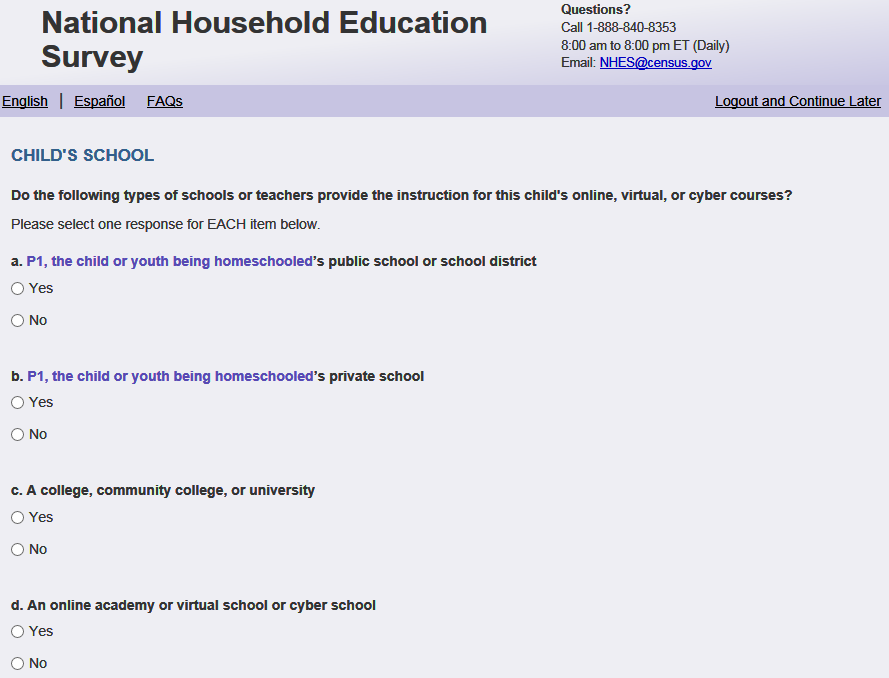 National Household Education
Survey
Questions?
Call 1-888-840-8353
8:00 am to 8:00 pm ET (Daily)
Email: NHES@census.gov
English | Español FAQs
Logout and Continue Later
CHILD'S SCHOOL
Do the following types of schools or teachers provide the instruction for this child's online, virtual, or cyber courses?
Please select one response for EACH item below.
a. P1, the child or youth being homeschooled’s public school or school district
Yes
No
b. P1, the child or youth being homeschooled’s private school
Yes
No
c. A college, community college, or university
Yes
No
d. An online academy or virtual school or cyber school
Yes
No